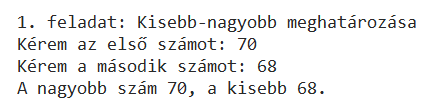 1. feladat: Kisebb-nagyobb meghatározása
Kérem az első számot: 70
Kérem a második számot: 68
A nagyobb szám 70, a kisebb 68.